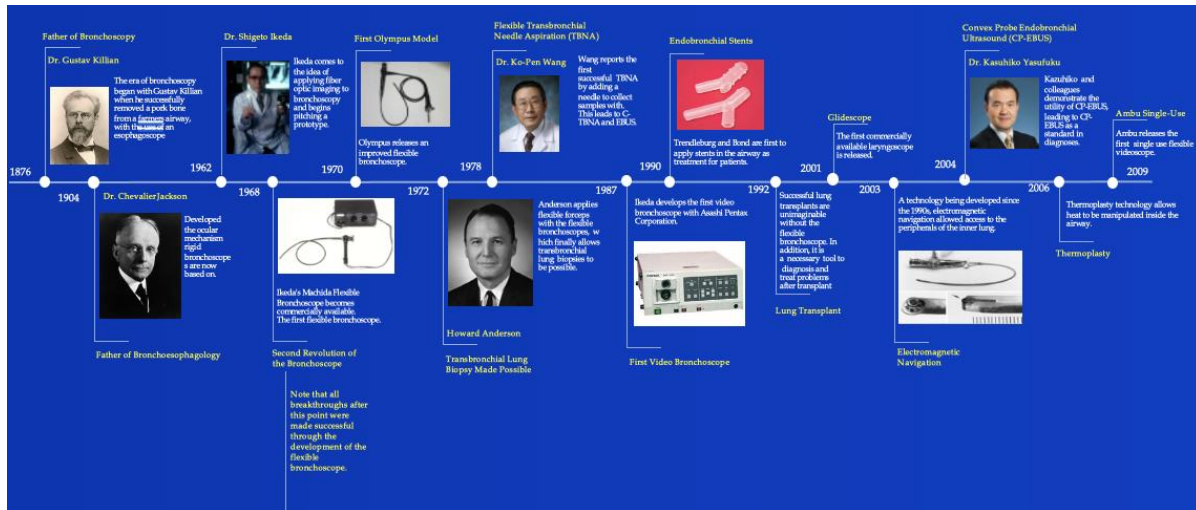 Father of Bronchoscopy
Dr. Gustav Killian
The era of bronchoscopy
began with Gustav Killian
when he successfully
removed a pork bone
from a farmers airway,
with the use of an
esophagoscope
1876
1904
Dr. ChevalierJackson
Developed
the ocular
mechanism
rigid
bronchoscope
s are now
based on.
Father of Bronchoesophagology
Dr. Shigeto Ikeda
Ikeda comes to
the idea of
applying fiber
optic imaging to
bronchoscopy
and begins
pitching a
prototype.
1962
1968
Ikeda's Machida Flexible
Bronchoscope becomes
commercially available.
The first flexible bronchoscope.
Second Revolution of
the Bronchoscope
Note that all
breakthroughs after
this point were
made successful
through the
development of the
flexible
bronchoscope.
First Olympus Model
Olympus releases an
improved flexible
bronchoscope.
1970
1972
Anderson applies
flexible forceps
with the flexible
bronchoscopes, w
hich finally allows
transbronchial
lung biopsies to
be possible.
Howard Anderson
Transbronchial Lung
Biopsy Made Possible
Flexible Transbronchial
Needle Aspiration (TBNA)
Dr. Ko-Pen Wang
Wang reports the
first
successful TBNA
by adding a
needle to collect
samples with.
This leads to C-
TBNA and EBUS.
1978
1987
Ikeda develops the first video
bronchoscope with Asashi Pentax
Corporation.
First Video Bronchoscope
Endobronchial Stents
Trendleburg and Bond are first to
apply stents in the airway as
treatment for patients.
1990
1992
Successful lung
transplants are
unimaginable
without the
flexible
bronchoscope. In
addition, it is
a necessary tool to
diagnosis and
treat problems
after transplant
Lung Transplant
Glidescope
The first commercially
available laryngoscope
is released.
2001
2003
A technology being developed since
the 1990s, electromagnetic
navigation allowed access to the
peripherals of the inner lung.
Electromagnetic
Navigation
Convex Probe Endobronchial
Ultrasound (CP-EBUS)
Dr. Kasuhiko Yasufuku
Kazuhiko and
colleagues
demonstrate the
utility of CP-EBUS,
leading to CP-
EBUS as a
standard in
diagnoses.
2004
2006
Thermoplasty technology allows
heat to be manipulated inside the
airway.
Thermoplasty
Ambu Single-Use
Ambu releases the
first single use flexible
videoscope.
2009